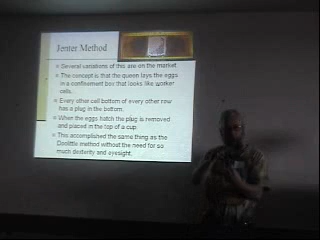 Jenter Method
Several variations of this are on the market
The concept is that the queen lays the eggs
in a confinement box that looks like worker
cells.
Every other cell bottom of every other row
has a plug in the bottom.
When the eggs hatch the plug is removed
and placed in the top of a cup.
This accomplished the same thing as the
Doolittle method without the need for so
much dexterity and eyesight.